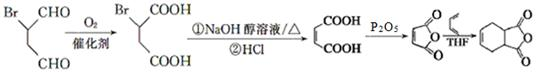 Br CHO CHO
O₂
催化剂
Br COOH COOH
①NaOH 醇溶液/△
②HCl
COOH COOH
P₂O₅
O O O
THF
O O O